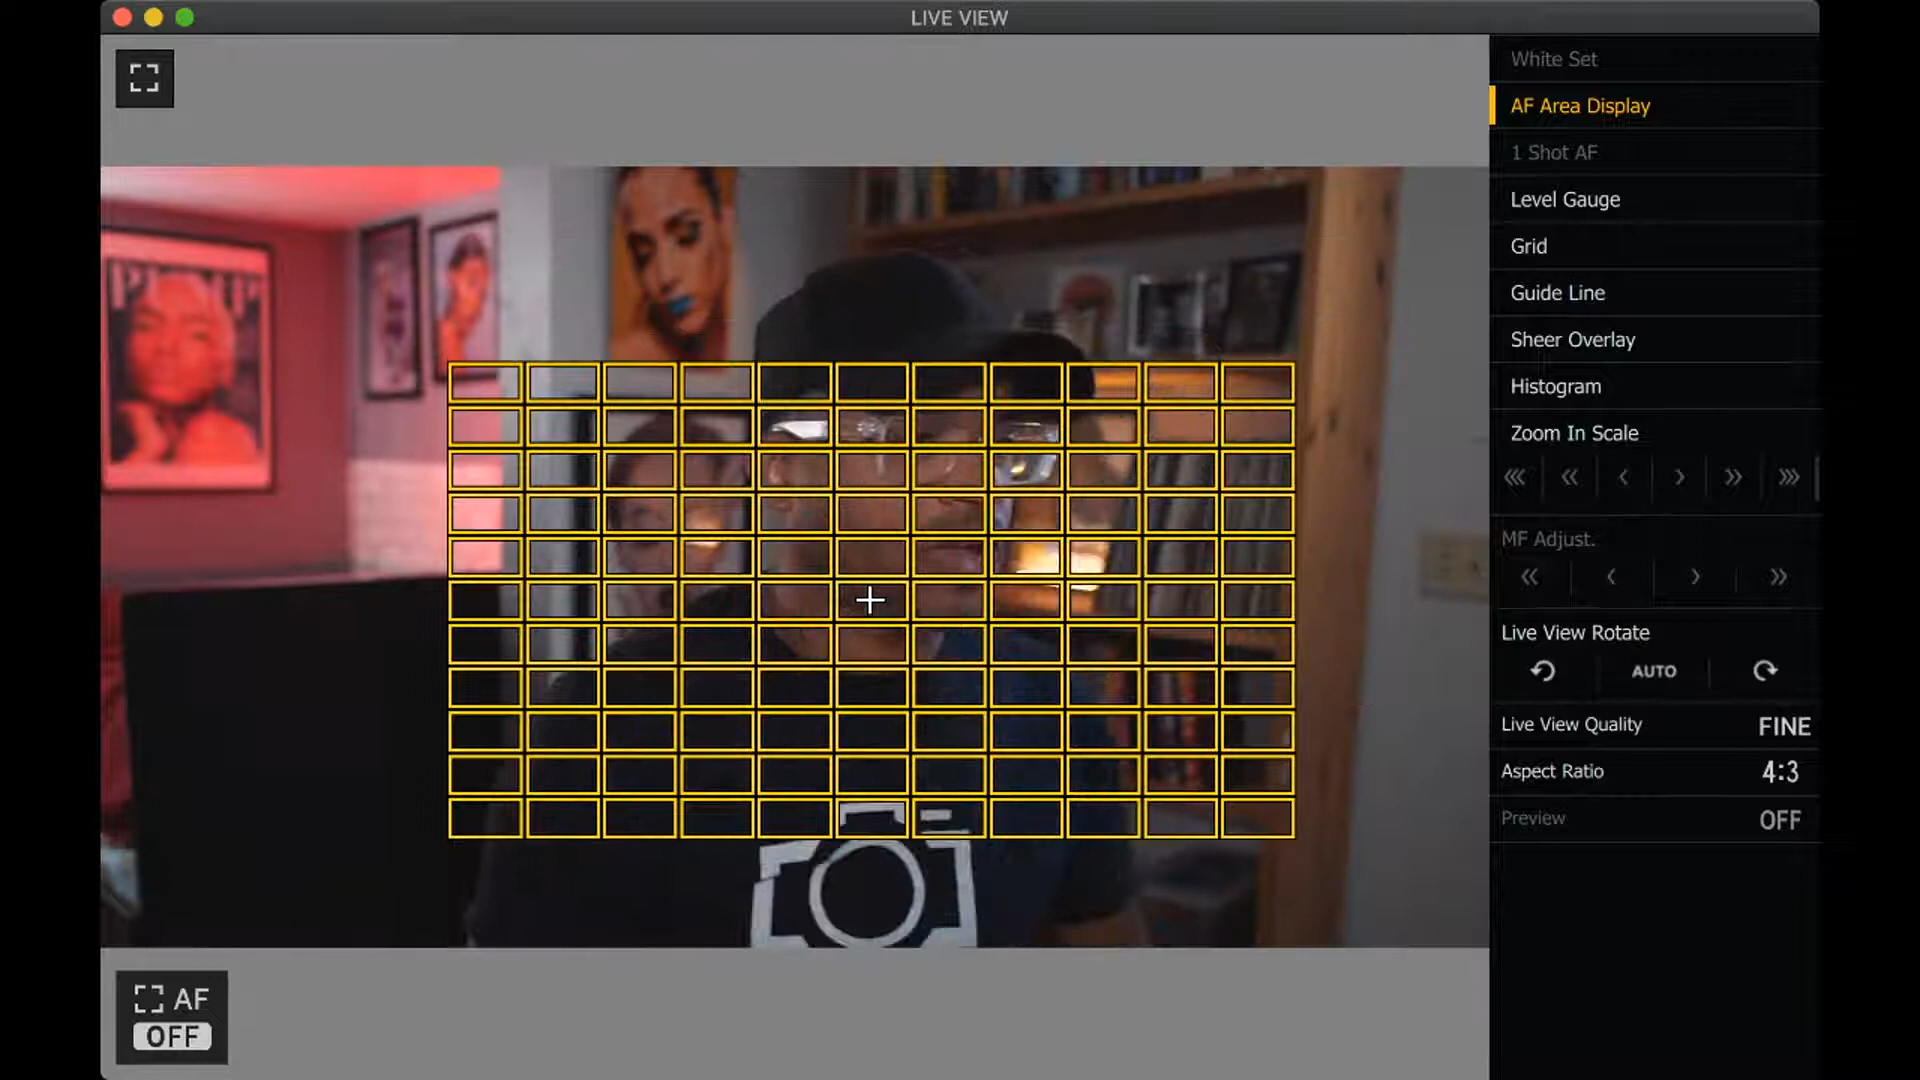 LIVE VIEW
White Set
AF Area Display
1 Shot AF
Level Gauge
Grid
Guide Line
Sheer Overlay
Histogram
Zoom In Scale
MF Adjust.
Live View Rotate
AUTO
Live View Quality FINE
Aspect Ratio 4:3
Preview OFF
AF
OFF